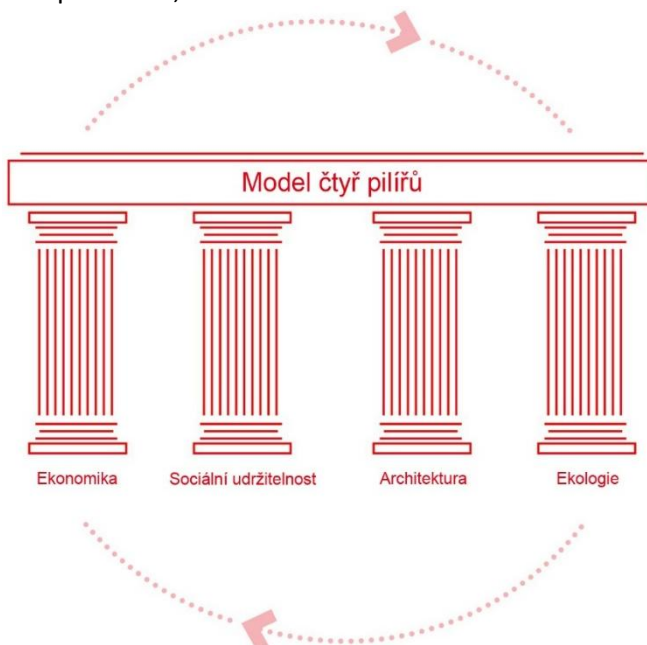 Model čtyř pilířů
Ekonomika
Sociální udržitelnost
Architektura
Ekologie